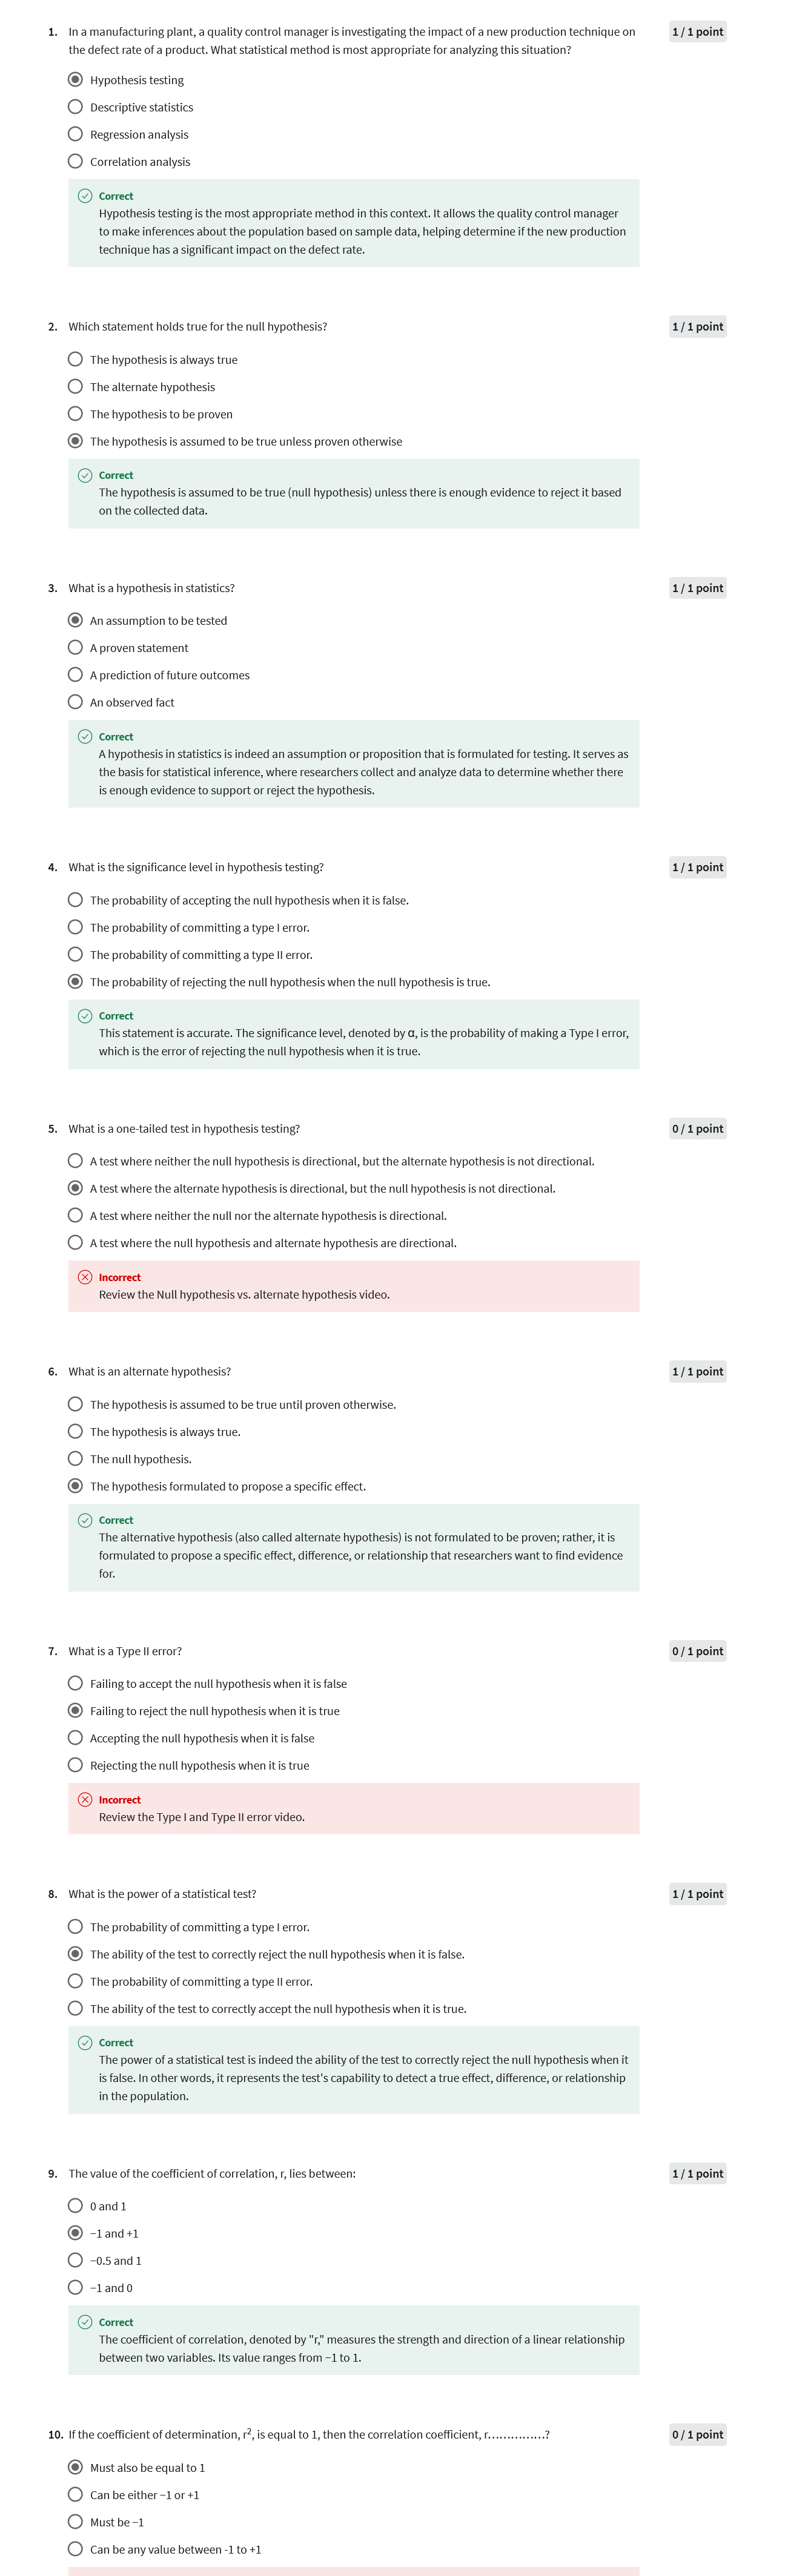 1. In a manufacturing plant, a quality control manager is investigating the impact of a new production technique on
the defect rate of a product. What statistical method is most appropriate for analyzing this situation?
1 / 1 point
Hypothesis testing
Descriptive statistics
Regression analysis
Correlation analysis
Correct
Hypothesis testing is the most appropriate method in this context. It allows the quality control manager
to make inferences about the population based on sample data, helping determine if the new production
technique has a significant impact on the defect rate.
2. Which statement holds true for the null hypothesis?
1 / 1 point
The hypothesis is always true
The alternate hypothesis
The hypothesis to be proven
The hypothesis is assumed to be true unless proven otherwise
Correct
The hypothesis is assumed to be true (null hypothesis) unless there is enough evidence to reject it based
on the collected data.
3. What is a hypothesis in statistics?
1 / 1 point
An assumption to be tested
A proven statement
A prediction of future outcomes
An observed fact
Correct
A hypothesis in statistics is indeed an assumption or proposition that is formulated for testing. It serves as
the basis for statistical inference, where researchers collect and analyze data to determine whether there
is enough evidence to support or reject the hypothesis.
4. What is the significance level in hypothesis testing?
1 / 1 point
The probability of accepting the null hypothesis when it is false.
The probability of committing a type I error.
The probability of committing a type II error.
The probability of rejecting the null hypothesis when the null hypothesis is true.
Correct
This statement is accurate. The significance level, denoted by α, is the probability of making a Type I error,
which is the error of rejecting the null hypothesis when it is true.
5. What is a one-tailed test in hypothesis testing?
0 / 1 point
A test where neither the null hypothesis is directional, but the alternate hypothesis is not directional.
A test where the alternate hypothesis is directional, but the null hypothesis is not directional.
A test where neither the null nor the alternate hypothesis is directional.
A test where the null hypothesis and alternate hypothesis are directional.
Incorrect
Review the Null hypothesis vs. alternate hypothesis video.
6. What is an alternate hypothesis?
1 / 1 point
The hypothesis is assumed to be true until proven otherwise.
The hypothesis is always true.
The null hypothesis.
The hypothesis formulated to propose a specific effect.
Correct
The alternative hypothesis (also called alternate hypothesis) is not formulated to be proven; rather, it is
formulated to propose a specific effect, difference, or relationship that researchers want to find evidence
for.
7. What is a Type II error?
0 / 1 point
Failing to accept the null hypothesis when it is false
Failing to reject the null hypothesis when it is true
Accepting the null hypothesis when it is false
Rejecting the null hypothesis when it is true
Incorrect
Review the Type I and Type II error video.
8. What is the power of a statistical test?
1 / 1 point
The probability of committing a type I error.
The ability of the test to correctly reject the null hypothesis when it is false.
The probability of committing a type II error.
The ability of the test to correctly accept the null hypothesis when it is true.
Correct
The power of a statistical test is indeed the ability of the test to correctly reject the null hypothesis when it
is false. In other words, it represents the test's capability to detect a true effect, difference, or relationship
in the population.
9. The value of the coefficient of correlation, r, lies between:
1 / 1 point
0 and 1
−1 and +1
−0.5 and 1
−1 and 0
Correct
The coefficient of correlation, denoted by "r," measures the strength and direction of a linear relationship
between two variables. Its value ranges from −1 to 1.
10. If the coefficient of determination, r², is equal to 1, then the correlation coefficient, r……………?
0 / 1 point
Must also be equal to 1
Can be either −1 or +1
Must be −1
Can be any value between -1 to +1